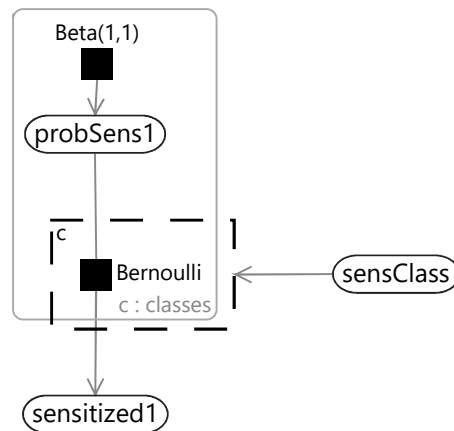 Beta(1,1)
probSens1
c
Bernoulli
sensClass
c : classes
sensitized1